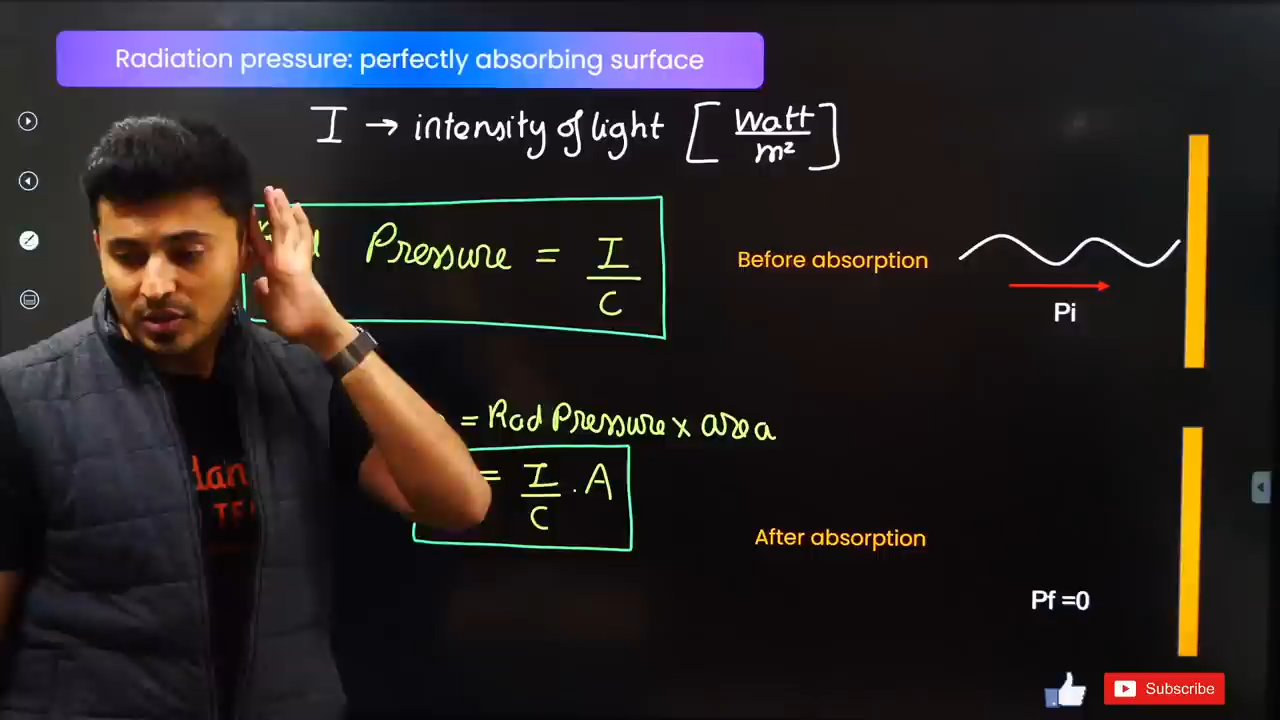 Radiation pressure: perfectly absorbing surface
I → intensity of light [ Watt / m² ]
Pressure = I / C
Before absorption
Pi
= Rad Pressure x area
= I / C . A
After absorption
Pf =0
Subscribe